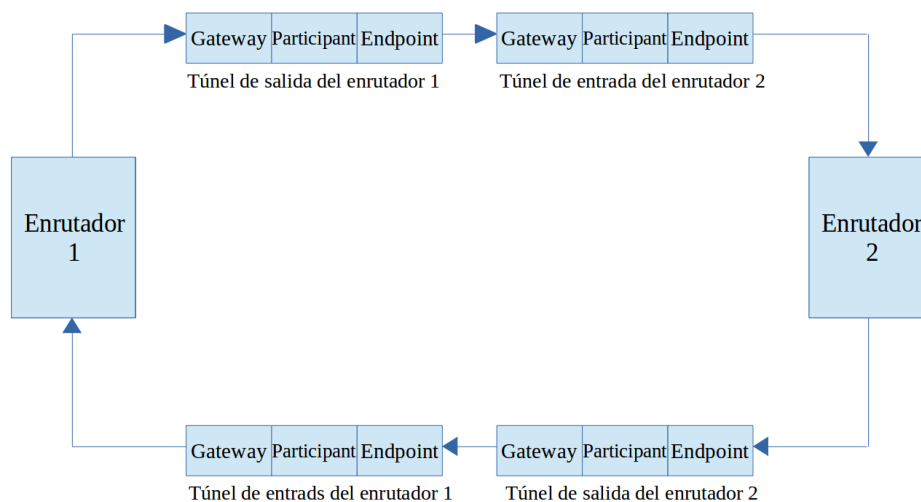 Gateway Participant Endpoint Gateway Participant Endpoint
Túnel de salida del enrutador 1 Túnel de entrada del enrutador 2
Enrutador
1
Enrutador
2
Gateway Participant Endpoint Gateway Participant Endpoint
Túnel de entrads del enrutador 1 Túnel de salida del enrutador 2